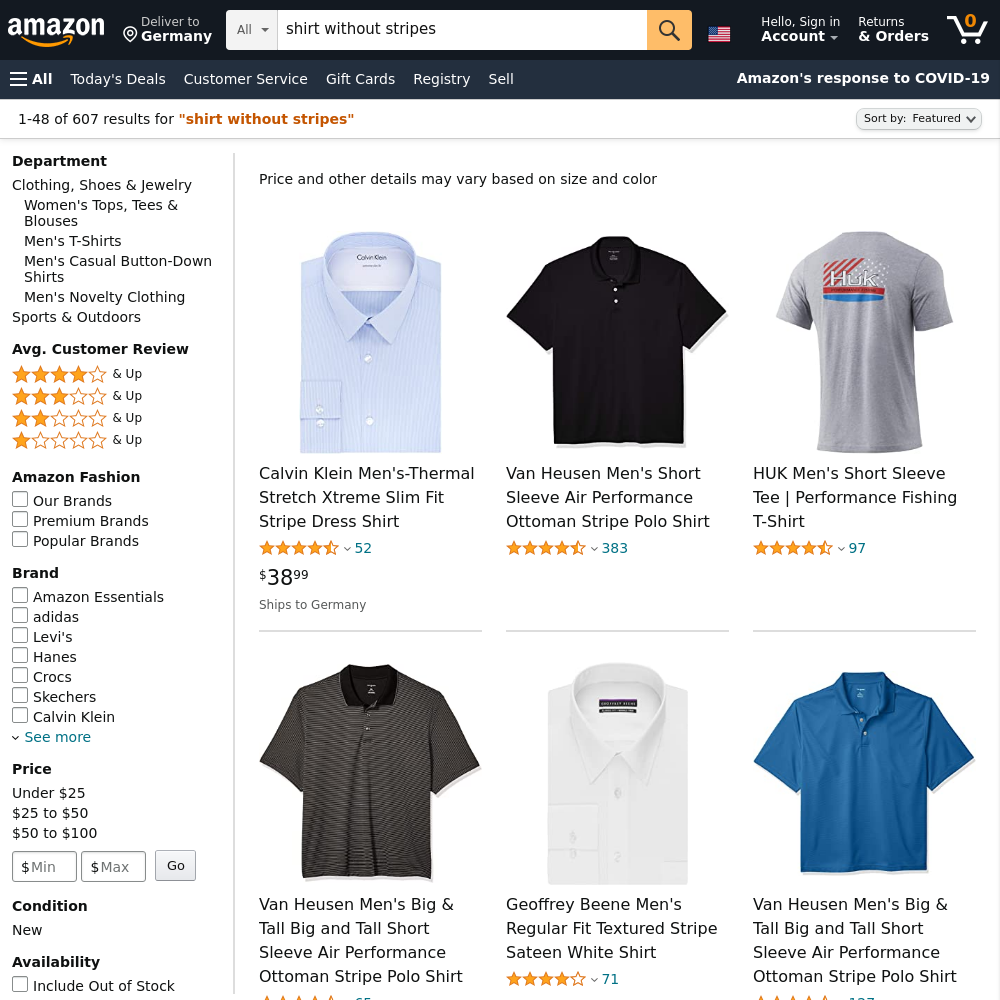 amazon
Deliver to
Germany
All
shirt without stripes
Hello, Sign in
Account
Returns
& Orders
0
All
Today's Deals
Customer Service
Gift Cards
Registry
Sell
Amazon's response to COVID-19
1-48 of 607 results for "shirt without stripes"
Sort by: Featured
Department
Clothing, Shoes & Jewelry
Women's Tops, Tees &
Blouses
Men's T-Shirts
Men's Casual Button-Down
Shirts
Men's Novelty Clothing
Sports & Outdoors
Avg. Customer Review
& Up
& Up
& Up
& Up
Amazon Fashion
Our Brands
Premium Brands
Popular Brands
Brand
Amazon Essentials
adidas
Levi's
Hanes
Crocs
Skechers
Calvin Klein
See more
Price
Under $25
$25 to $50
$50 to $100
$Min
$Max
Go
Condition
New
Availability
Include Out of Stock
Price and other details may vary based on size and color
Calvin Klein
Calvin Klein Men's-Thermal
Stretch Xtreme Slim Fit
Stripe Dress Shirt
52
$38 99
Ships to Germany
Van Heusen Men's Short
Sleeve Air Performance
Ottoman Stripe Polo Shirt
383
Huk
HUK Men's Short Sleeve
Tee | Performance Fishing
T-Shirt
97
Van Heusen Men's Big &
Tall Big and Tall Short
Sleeve Air Performance
Ottoman Stripe Polo Shirt
65
GEOFFREY BEENE
Geoffrey Beene Men's
Regular Fit Textured Stripe
Sateen White Shirt
71
Van Heusen Men's Big &
Tall Big and Tall Short
Sleeve Air Performance
Ottoman Stripe Polo Shirt